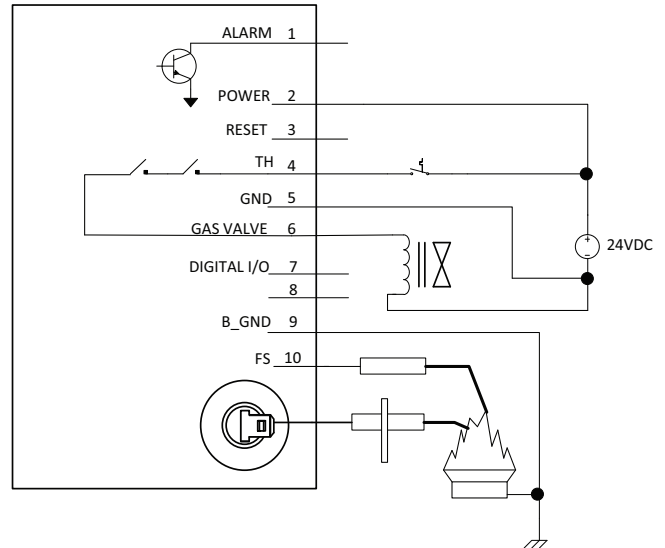 ALARM 1
POWER 2
RESET 3
TH 4
GND 5
GAS VALVE 6
24VDC
DIGITAL I/O 7
8
B_GND 9
FS 10